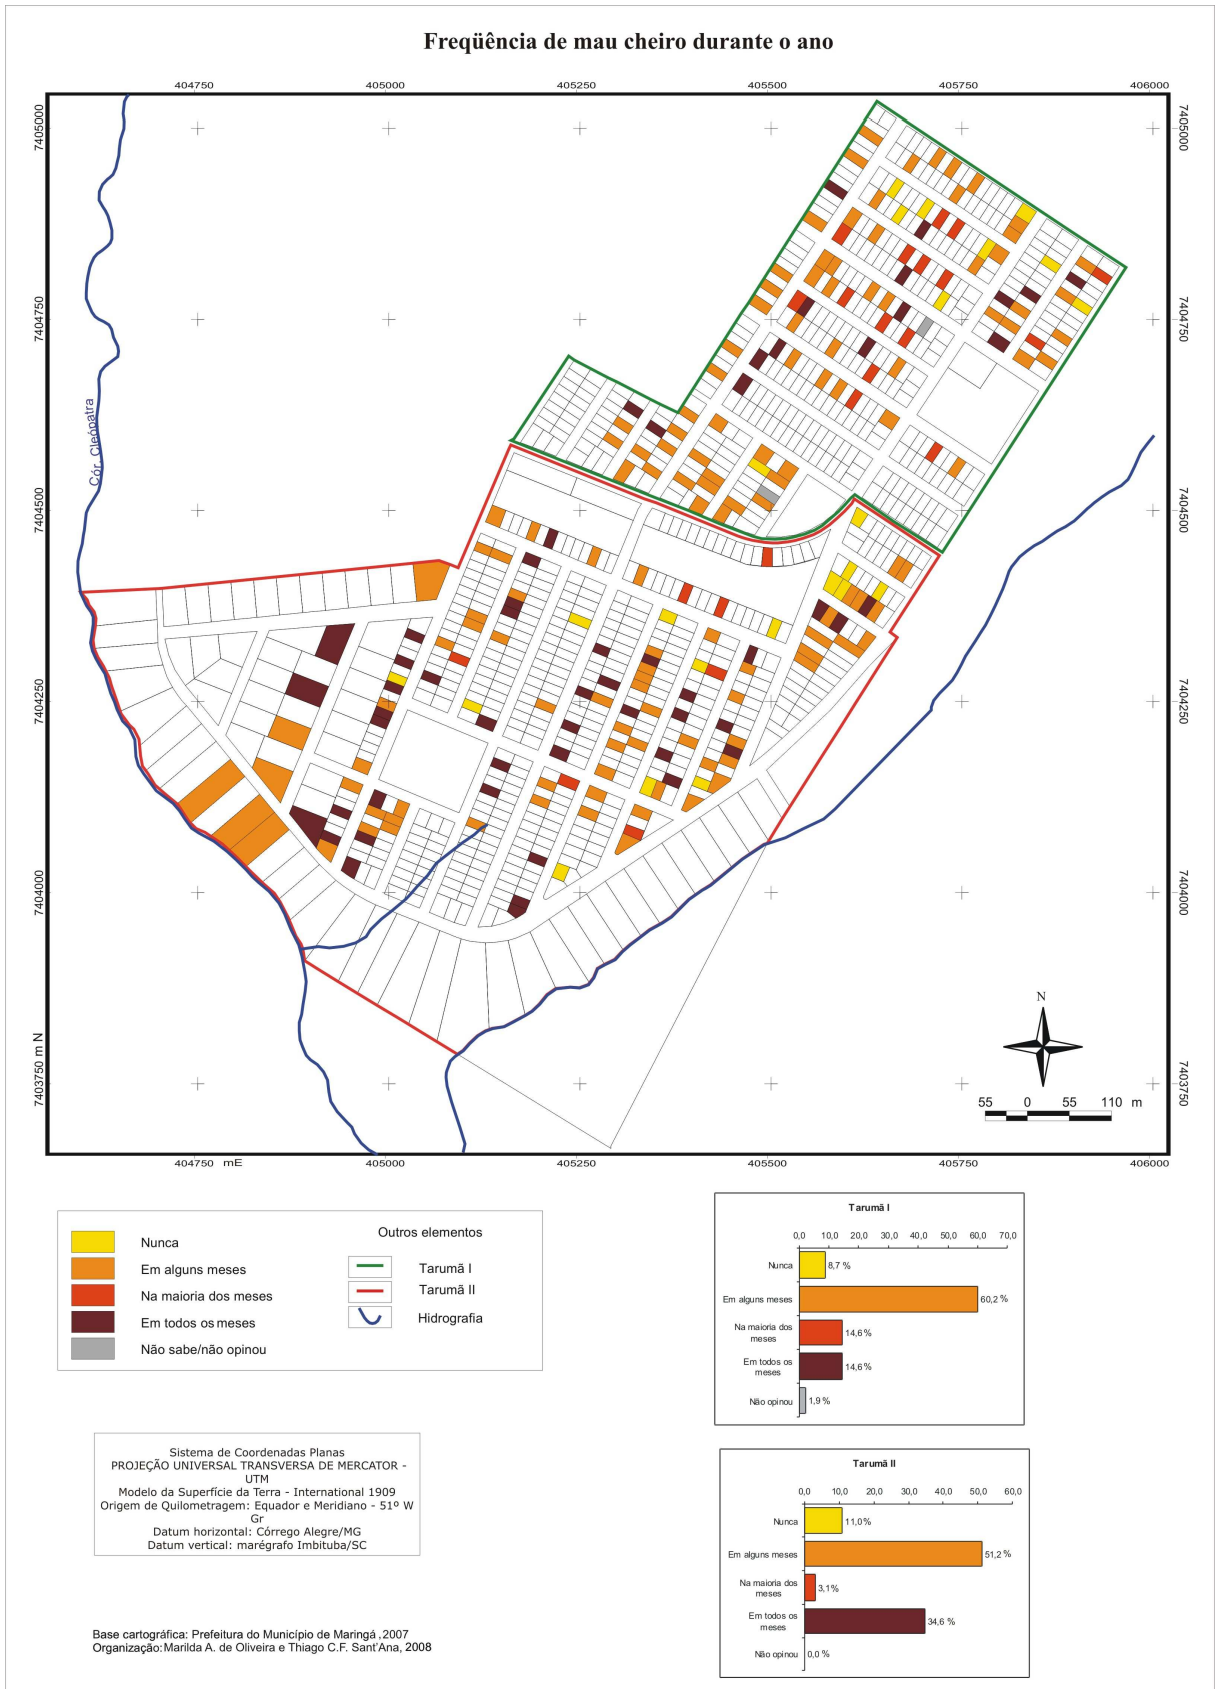 Freqüência de mau cheiro durante o ano
404750 405000 405250 405500 405750 406000
7405000 7405000
7404750 7404750
Cór. Cleópatra
7404500 7404500
7404250 7404250
7404000 7404000
N
7403750 m N 7403750
55 0 55 110 m
404750 mE 405000 405250 405500 405750 406000
Nunca
Em alguns meses
Na maioria dos meses
Em todos os meses
Não sabe/não opinou
Outros elementos
Tarumã I
Tarumã II
Hidrografia
Tarumã I
0,0 10,0 20,0 30,0 40,0 50,0 60,0 70,0
Nunca 8,7 %
Em alguns meses 60,2 %
Na maioria dos
meses 14,6 %
Em todos os
meses 14,6 %
Não opinou 1,9 %
Tarumã II
0,0 10,0 20,0 30,0 40,0 50,0 60,0
Nunca 11,0%
Em alguns meses 51,2 %
Na maioria dos
meses 3,1%
Em todos os
meses 34,6 %
Não opinou 0,0 %
Sistema de Coordenadas Planas
PROJEÇÃO UNIVERSAL TRANSVERSA DE MERCATOR -
UTM
Modelo da Superfície da Terra - International 1909
Origem de Quilometragem: Equador e Meridiano - 51º W
Gr
Datum horizontal: Córrego Alegre/MG
Datum vertical: marégrafo Imbituba/SC
Base cartográfica: Prefeitura do Município de Maringá ,2007
Organização: Marilda A. de Oliveira e Thiago C.F. Sant'Ana, 2008